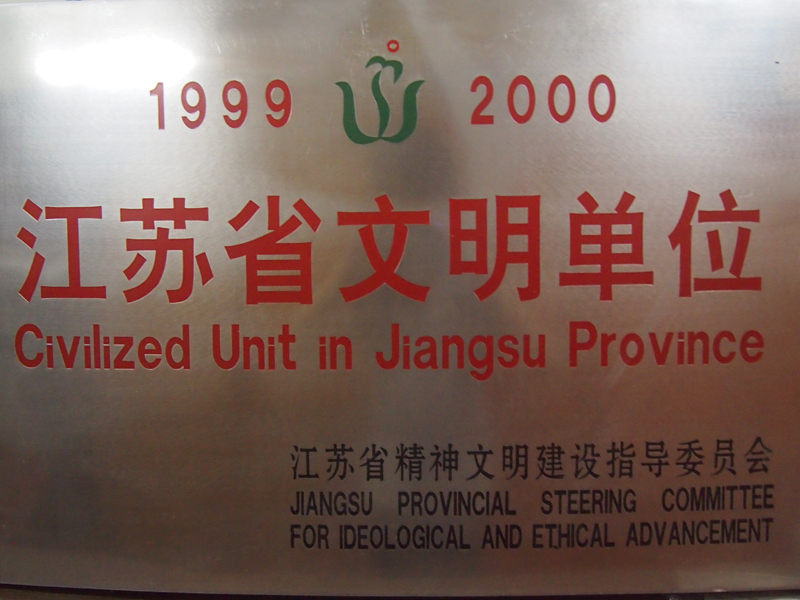 1999 2000
江苏省文明单位
Civilized Unit in Jiangsu Province
江苏省精神文明建设指导委员会
JIANGSU PROVINCIAL STEERING COMMITTEE
FOR IDEOLOGICAL AND ETHICAL ADVANCEMENT